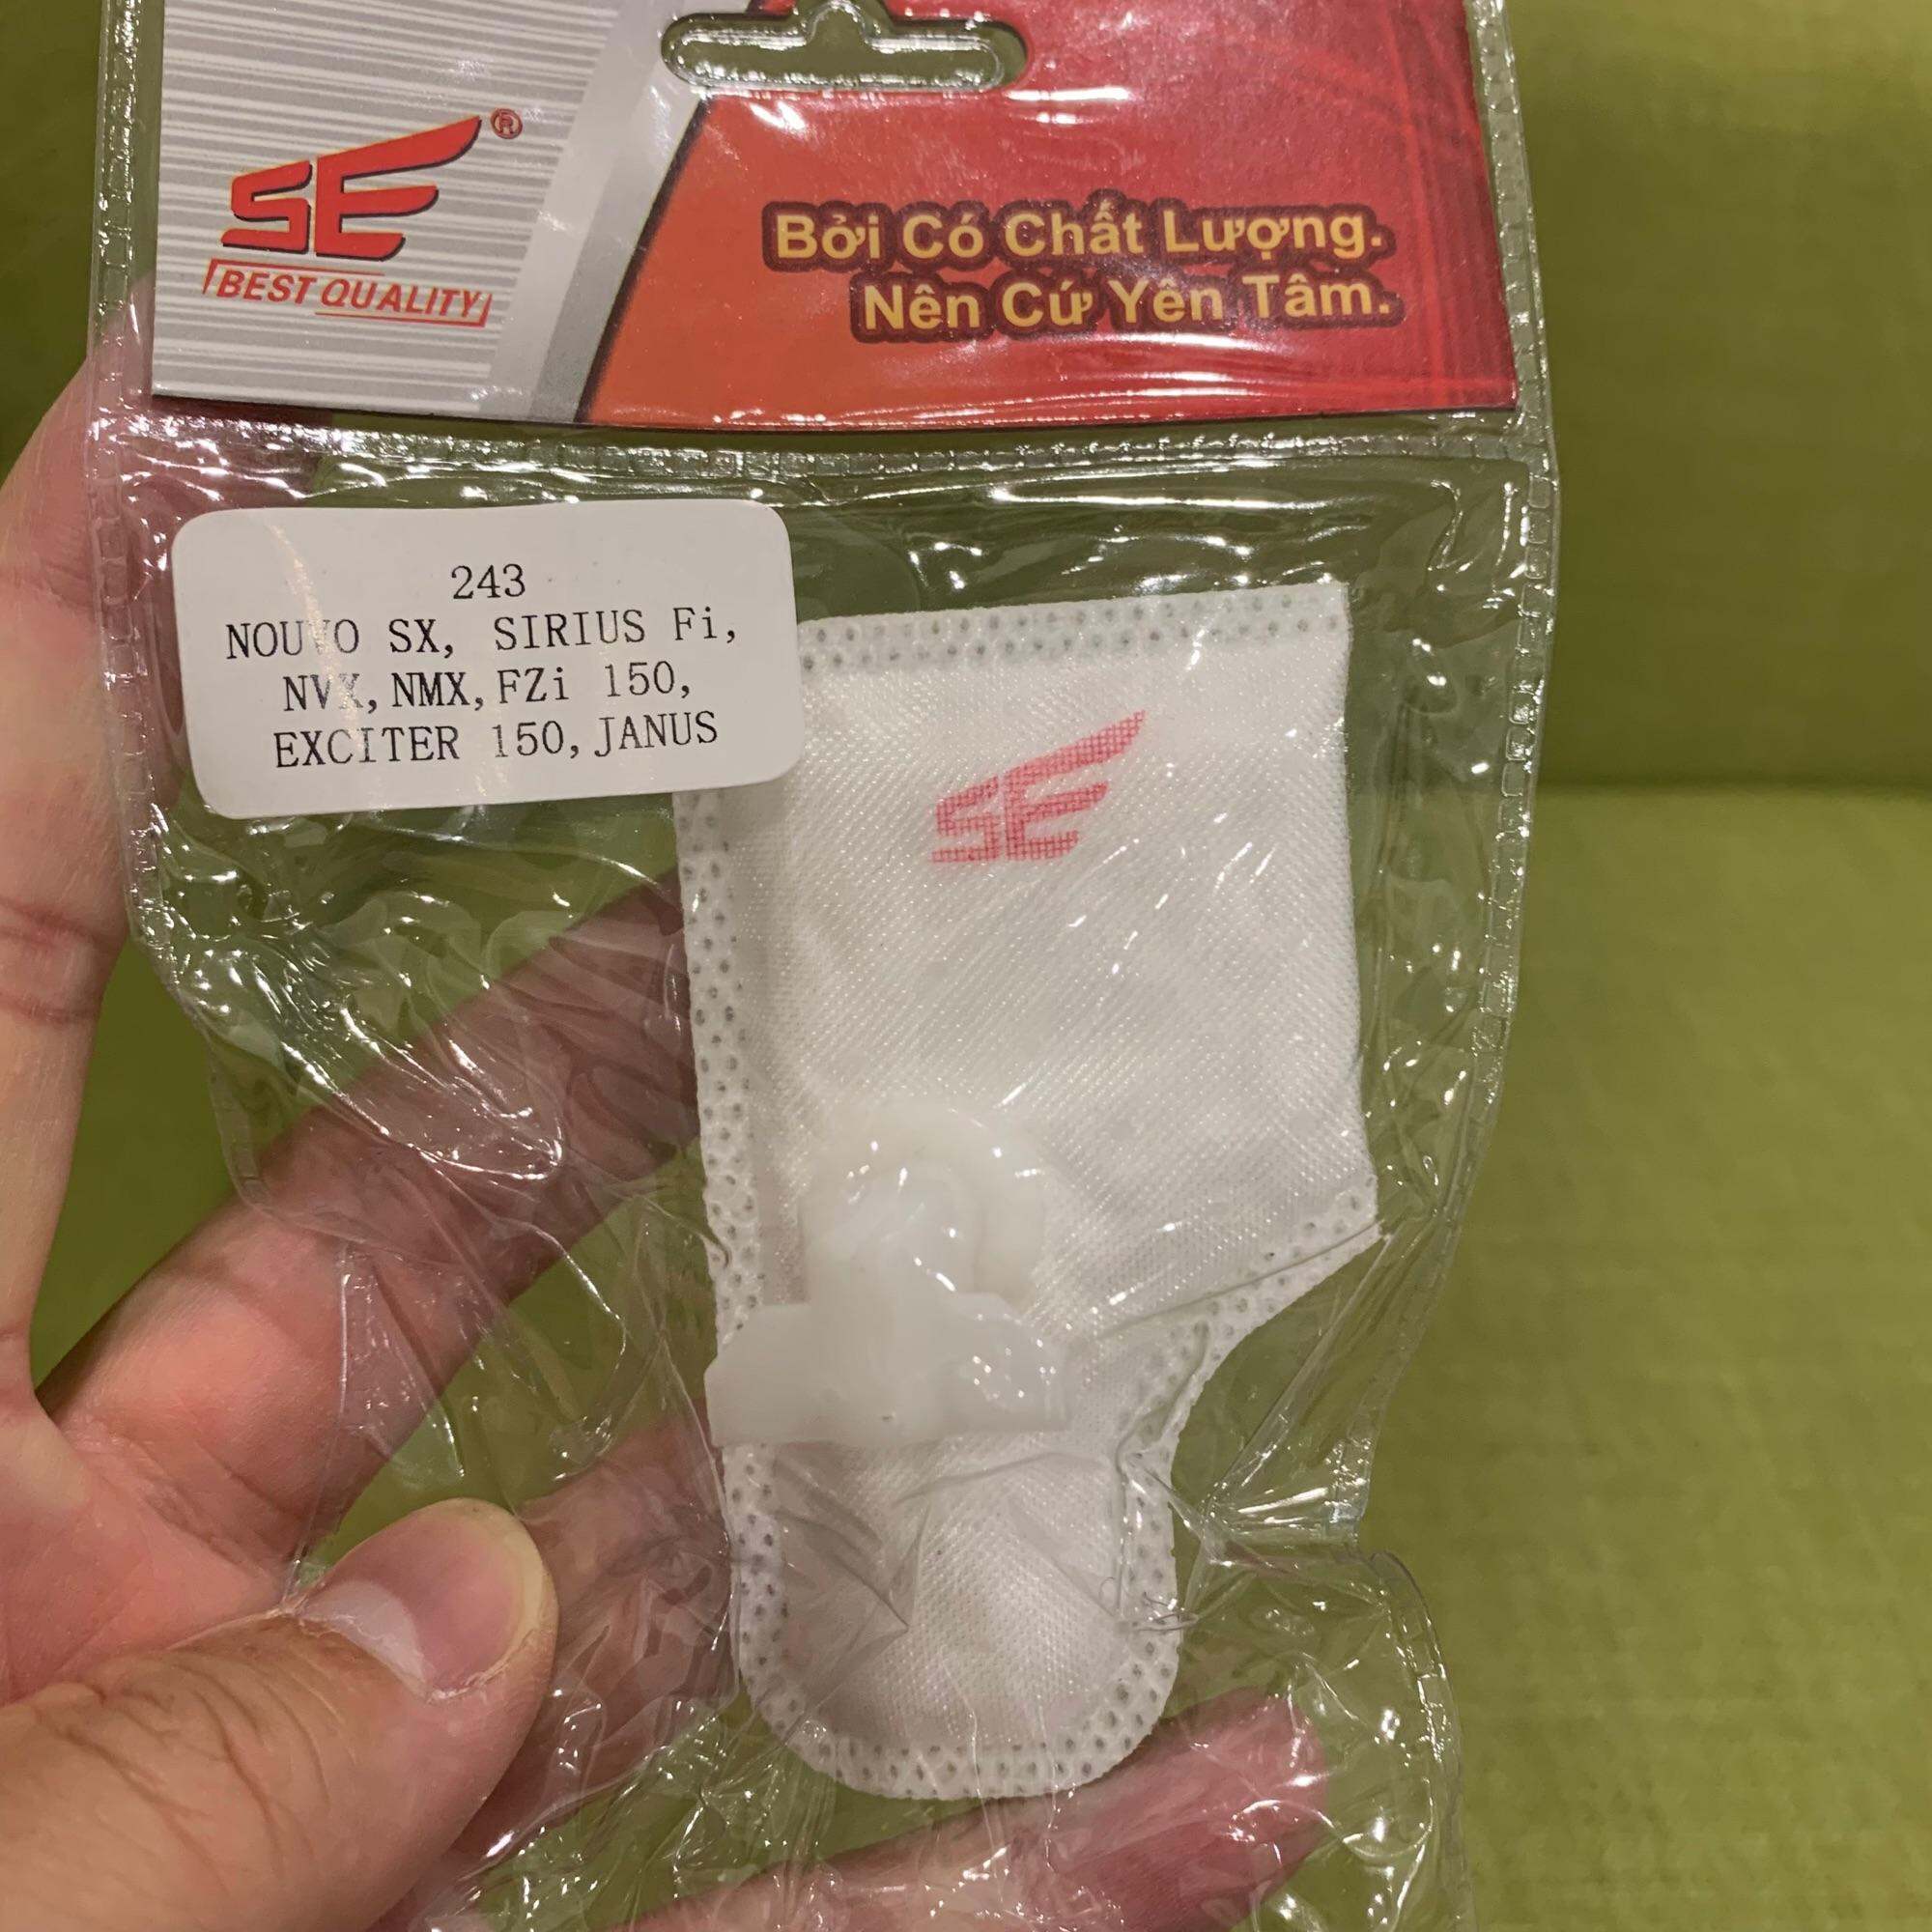 SE®
BEST QUALITY
Bởi Có Chất Lượng.
Nên Cứ Yên Tâm.
243
NOUVO SX, SIRIUS Fi,
NVX, NMX, FZi 150,
EXCITER 150, JANUS
SE